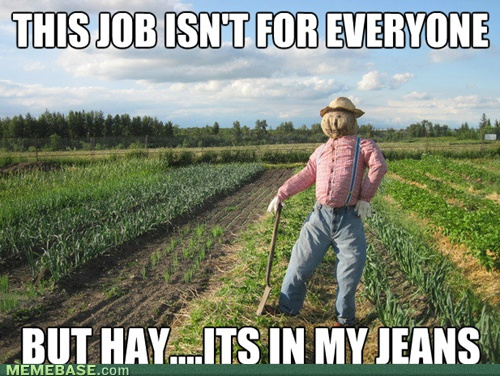 THIS JOB ISN'T FOR EVERYONE
BUT HAY....ITS IN MY JEANS
MEMEBASE.com